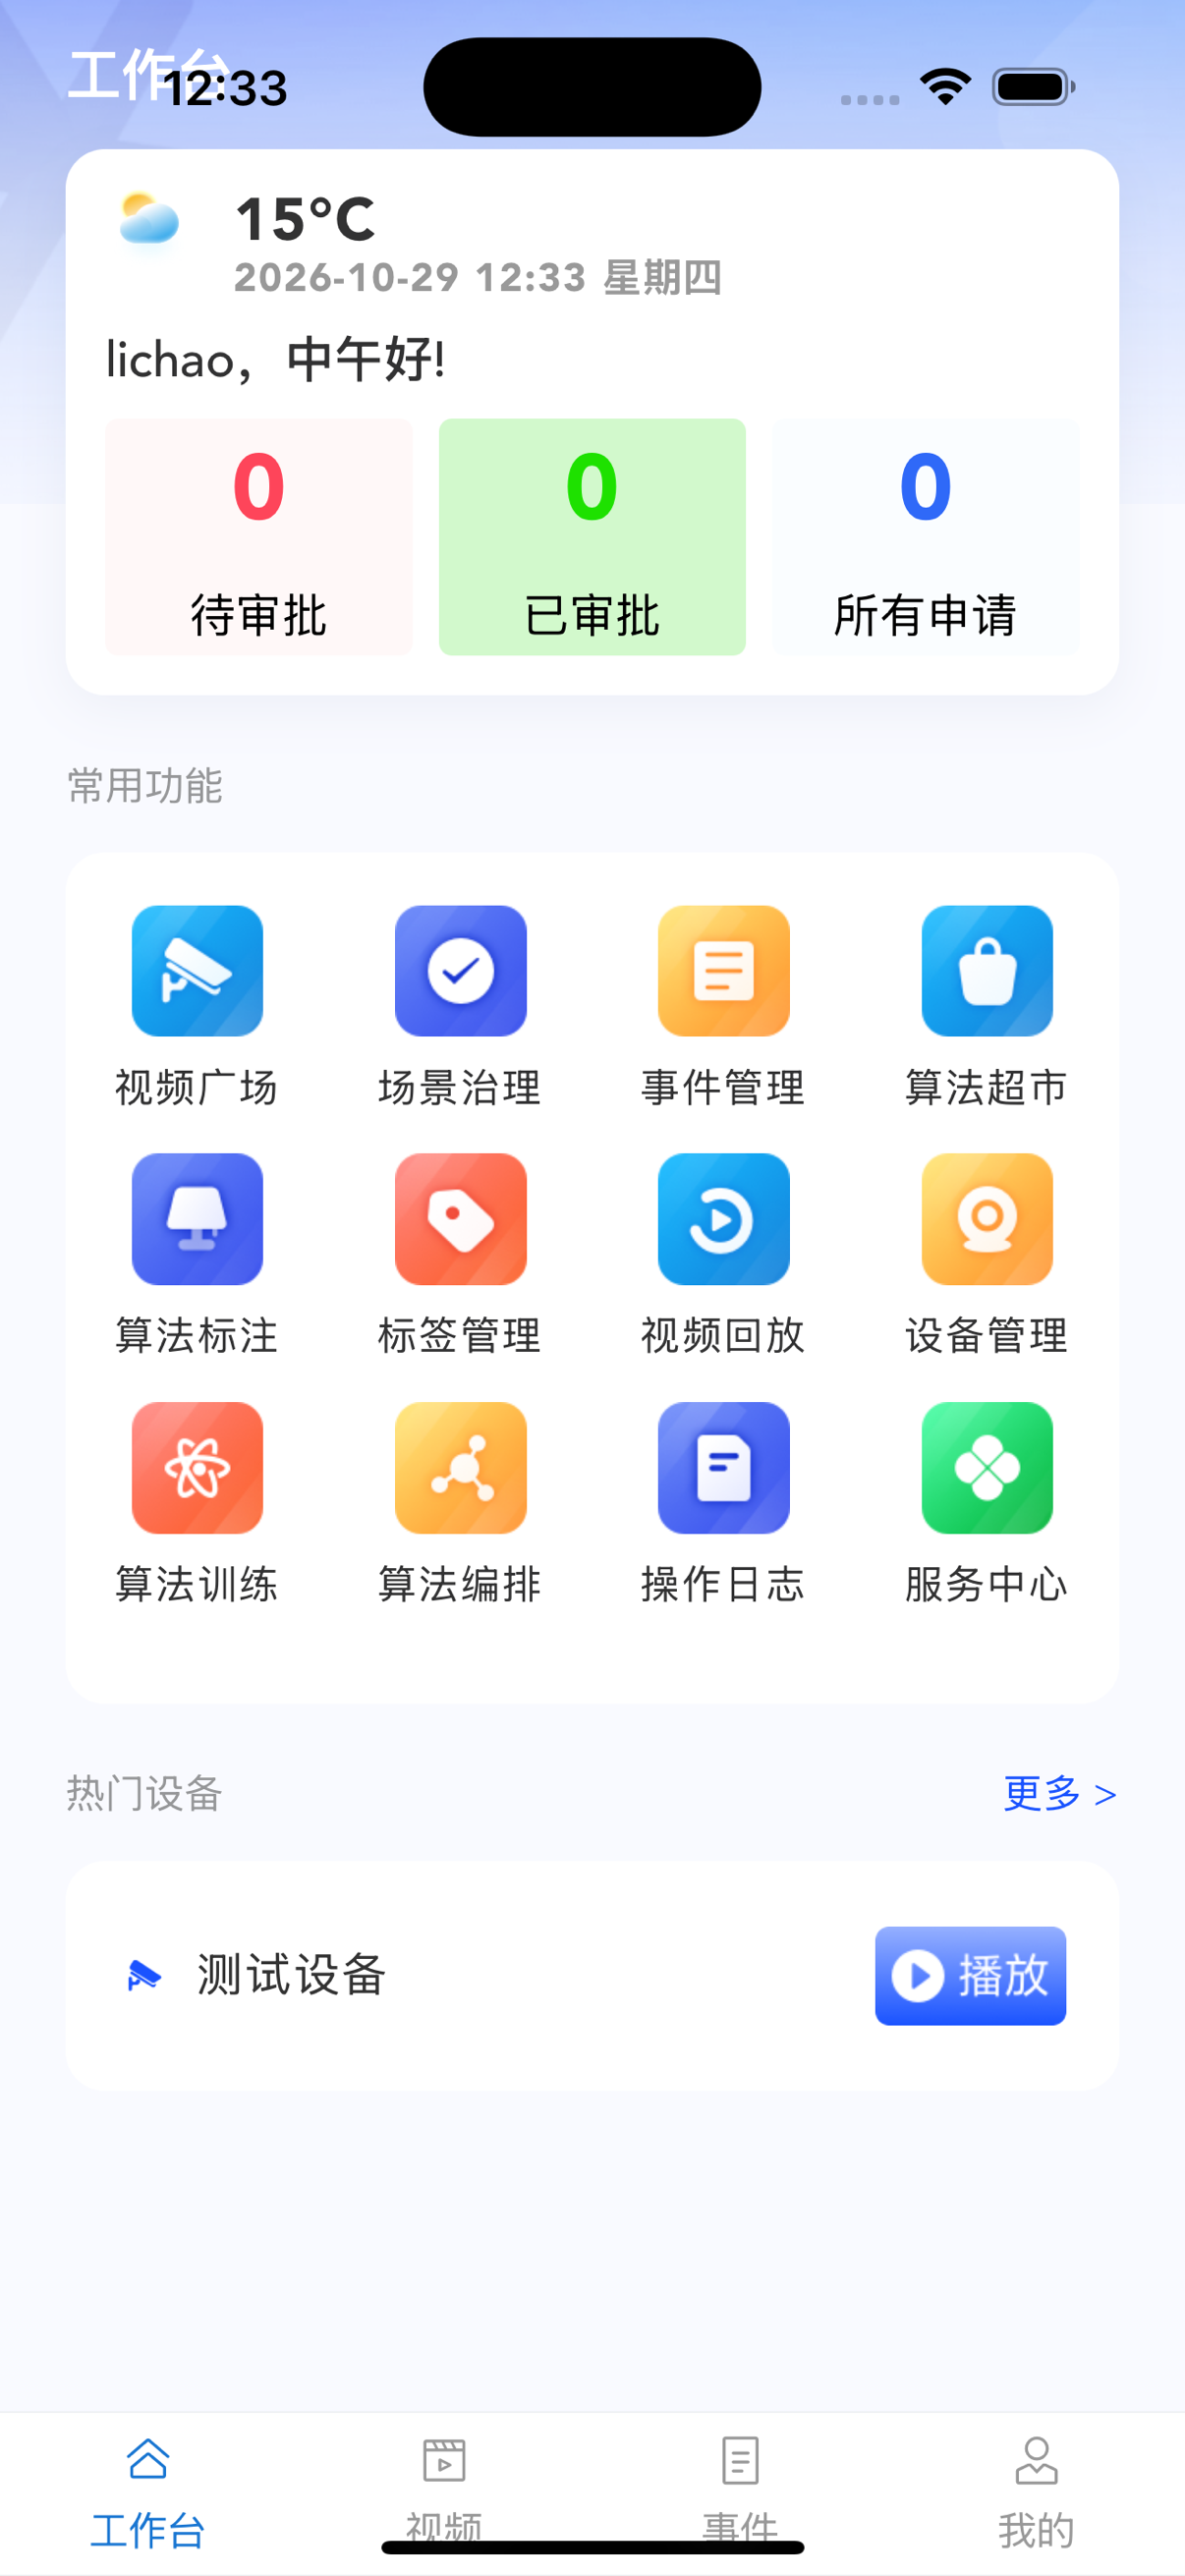 工作台
12:33
15°C
2026-10-29 12:33 星期四
lichao，中午好!
0 0 0
待审批 已审批 所有申请
常用功能
视频广场 场景治理 事件管理 算法超市
算法标注 标签管理 视频回放 设备管理
算法训练 算法编排 操作日志 服务中心
热门设备 更多 >
测试设备 播放
工作台 视频 事件 我的